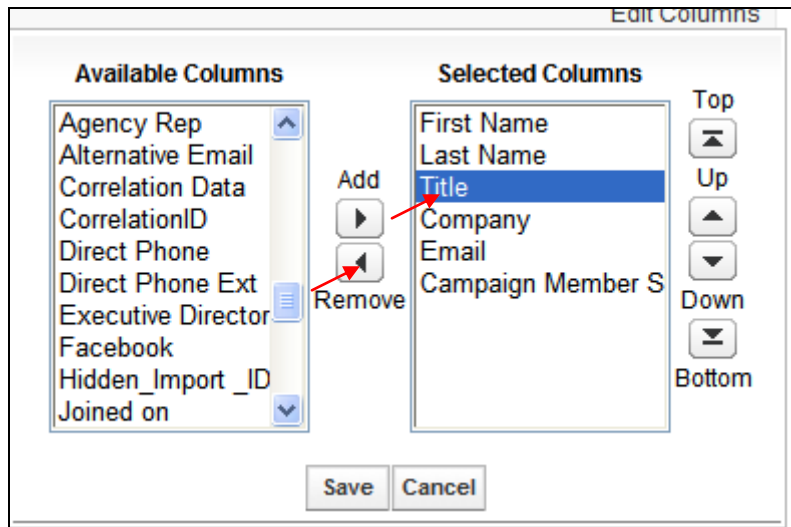 Edit Columns
Available Columns
Selected Columns
Agency Rep
Alternative Email
Correlation Data
CorrelationID
Direct Phone
Direct Phone Ext
Executive Director
Facebook
Hidden_Import _ID
Joined on
Add
Remove
First Name
Last Name
Title
Company
Email
Campaign Member S
Top
Up
Down
Bottom
Save
Cancel